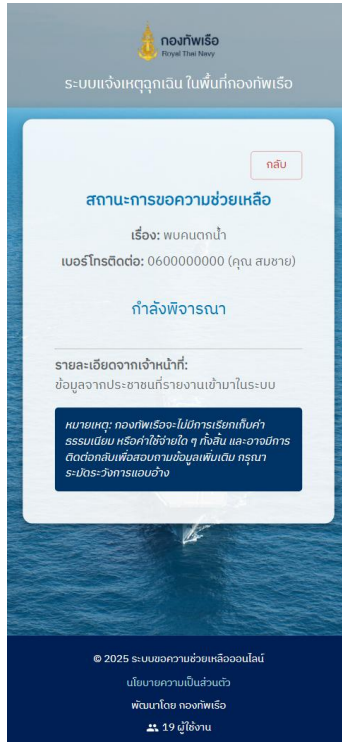 กองทัพเรือ
Royal Thai Navy
ระบบแจ้งเหตุฉุกเฉิน ในพื้นที่กองทัพเรือ
กลับ
สถานะการขอความช่วยเหลือ
เรื่อง: พบคนตกน้ำ
เบอร์โทรติดต่อ: 0600000000 (คุณ สมชาย)
กำลังพิจารณา
รายละเอียดจากเจ้าหน้าที่:
ข้อมูลจากประชาชนที่รายงานเข้ามาในระบบ
หมายเหตุ: กองทัพเรือจะไม่มีการเรียกเก็บค่า
ธรรมเนียม หรือค่าใช้จ่ายใด ๆ ทั้งสิ้น และอาจมีการ
ติดต่อกลับเพื่อสอบถามข้อมูลเพิ่มเติม กรุณา
ระมัดระวังการแอบอ้าง
© 2025 ระบบขอความช่วยเหลือออนไลน์
นโยบายความเป็นส่วนตัว
พัฒนาโดย กองทัพเรือ
19 ผู้ใช้งาน